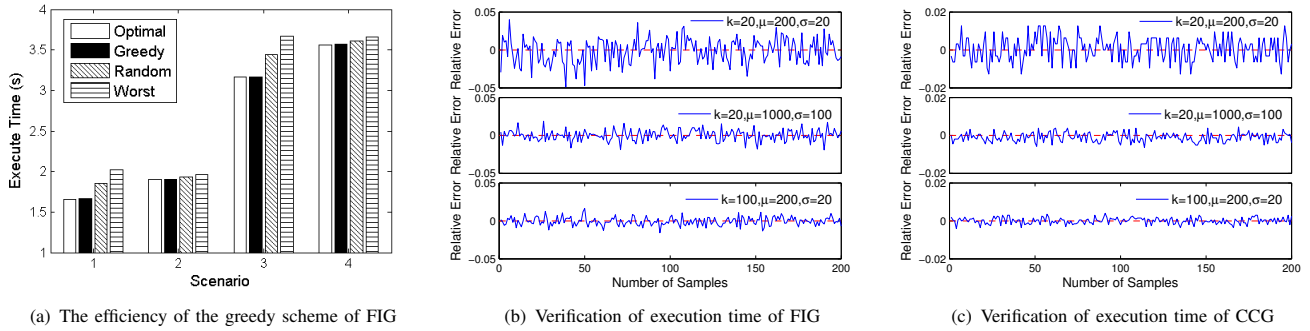 Optimal
Greedy
Random
Worst
4
3.5
3
2.5
2
1.5
1
Execute Time (s)
1 2 3 4
Scenario
(a) The efficiency of the greedy scheme of FIG
0.05
0
−0.05
Relative Error
k=20,μ=200,σ=20
0.05
0
−0.05
Relative Error
k=20,μ=1000,σ=100
0.05
0
−0.05
Relative Error
k=100,μ=200,σ=20
0 50 100 150 200
Number of Samples
(b) Verification of execution time of FIG
0.02
0
−0.02
Relative Error
k=20,μ=200,σ=20
0.02
0
−0.02
Relative Error
k=20,μ=1000,σ=100
0.02
0
−0.02
Relative Error
k=100,μ=200,σ=20
0 50 100 150 200
Number of Samples
(c) Verification of execution time of CCG